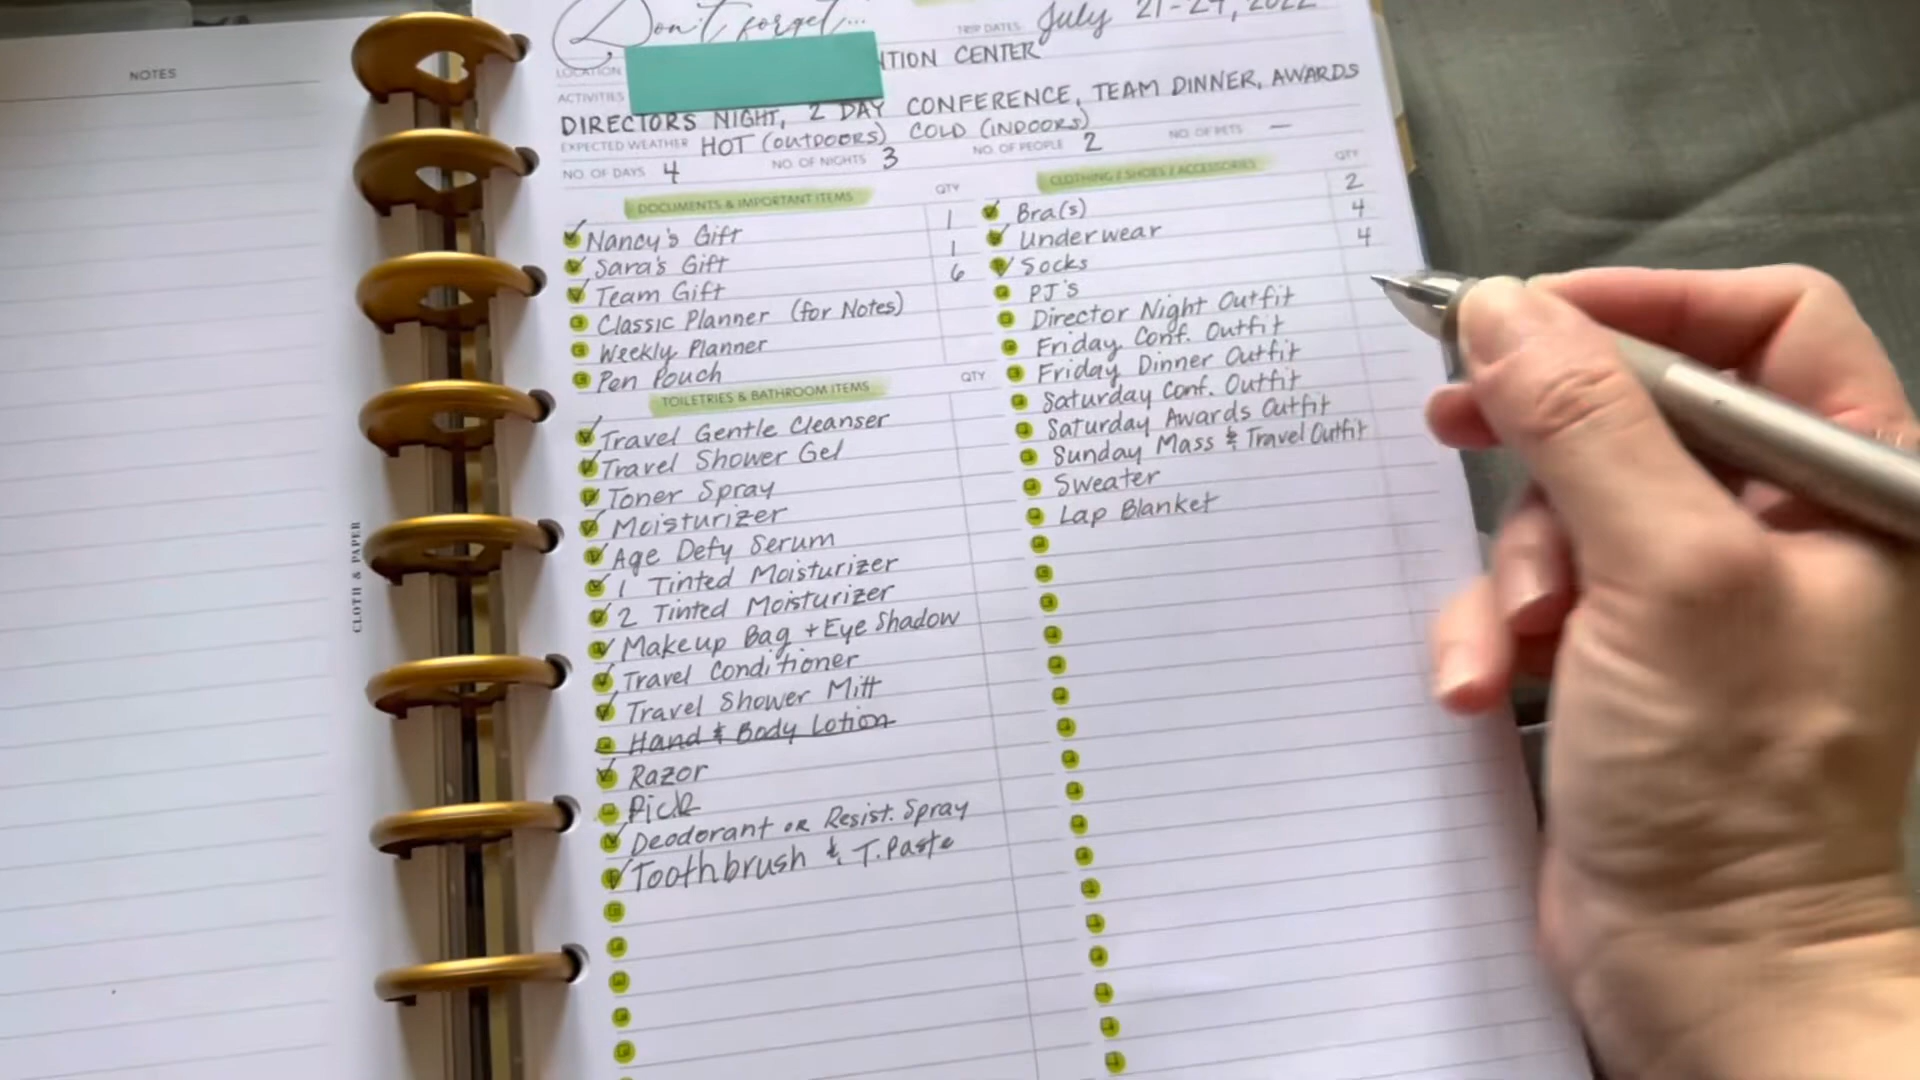 NOTES
CLOTH & PAPER
Don't forget...
TRIP DATES: July 21-24, 2022
LOCATION NTION CENTER
ACTIVITIES
DIRECTORS NIGHT, 2 DAY CONFERENCE, TEAM DINNER, AWARDS
EXPECTED WEATHER HOT (OUTDOORS) COLD (INDOORS)
NO. OF DAYS 4 NO. OF NIGHTS 3 NO. OF PEOPLE 2 NO. OF PETS —
DOCUMENTS & IMPORTANT ITEMS QTY
Nancy's Gift 1
Sara's Gift 1
Team Gift 6
Classic Planner (for Notes)
Weekly Planner
Pen Pouch
TOILETRIES & BATHROOM ITEMS QTY
Travel Gentle Cleanser
Travel Shower Gel
Toner Spray
Moisturizer
Age Defy Serum
1 Tinted Moisturizer
2 Tinted Moisturizer
Makeup Bag + Eye Shadow
Travel Conditioner
Travel Shower Mitt
Hand & Body Lotion
Razor
Pick
Deodorant OR Resist. Spray
Toothbrush & T.Paste
CLOTHING / SHOES / ACCESSORIES QTY
Bra(s) 2
Underwear 4
Socks 4
PJ's
Director Night Outfit
Friday Conf. Outfit
Friday Dinner Outfit
Saturday Conf. Outfit
Saturday Awards Outfit
Sunday Mass & Travel Outfit
Sweater
Lap Blanket